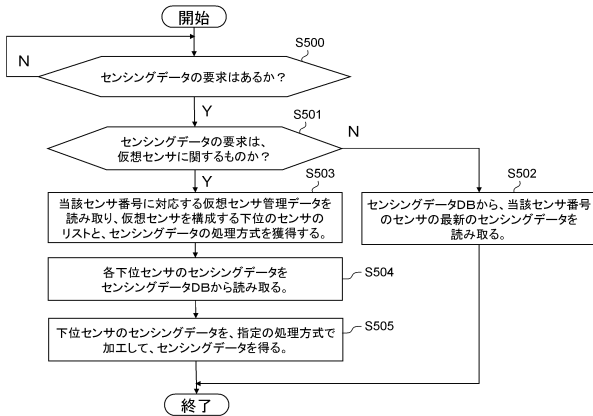 開始
S500
N
センシングデータの要求はあるか？
Y
S501
センシングデータの要求は、
仮想センサに関するものか？
N
Y
S503
当該センサ番号に対応する仮想センサ管理データを
読み取り、仮想センサを構成する下位のセンサの
リストと、センシングデータの処理方式を獲得する。
S502
センシングデータDBから、当該センサ番号
のセンサの最新のセンシングデータを
読み取る。
各下位センサのセンシングデータを
センシングデータDBから読み取る。
S504
下位センサのセンシングデータを、指定の処理方式で
加工して、センシングデータを得る。
S505
終了